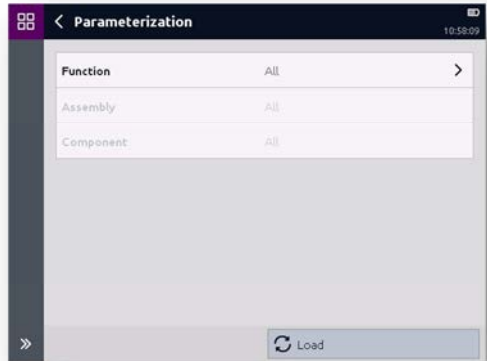 Parameterization
10:58:09
Function All
Assembly All
Component All
Load